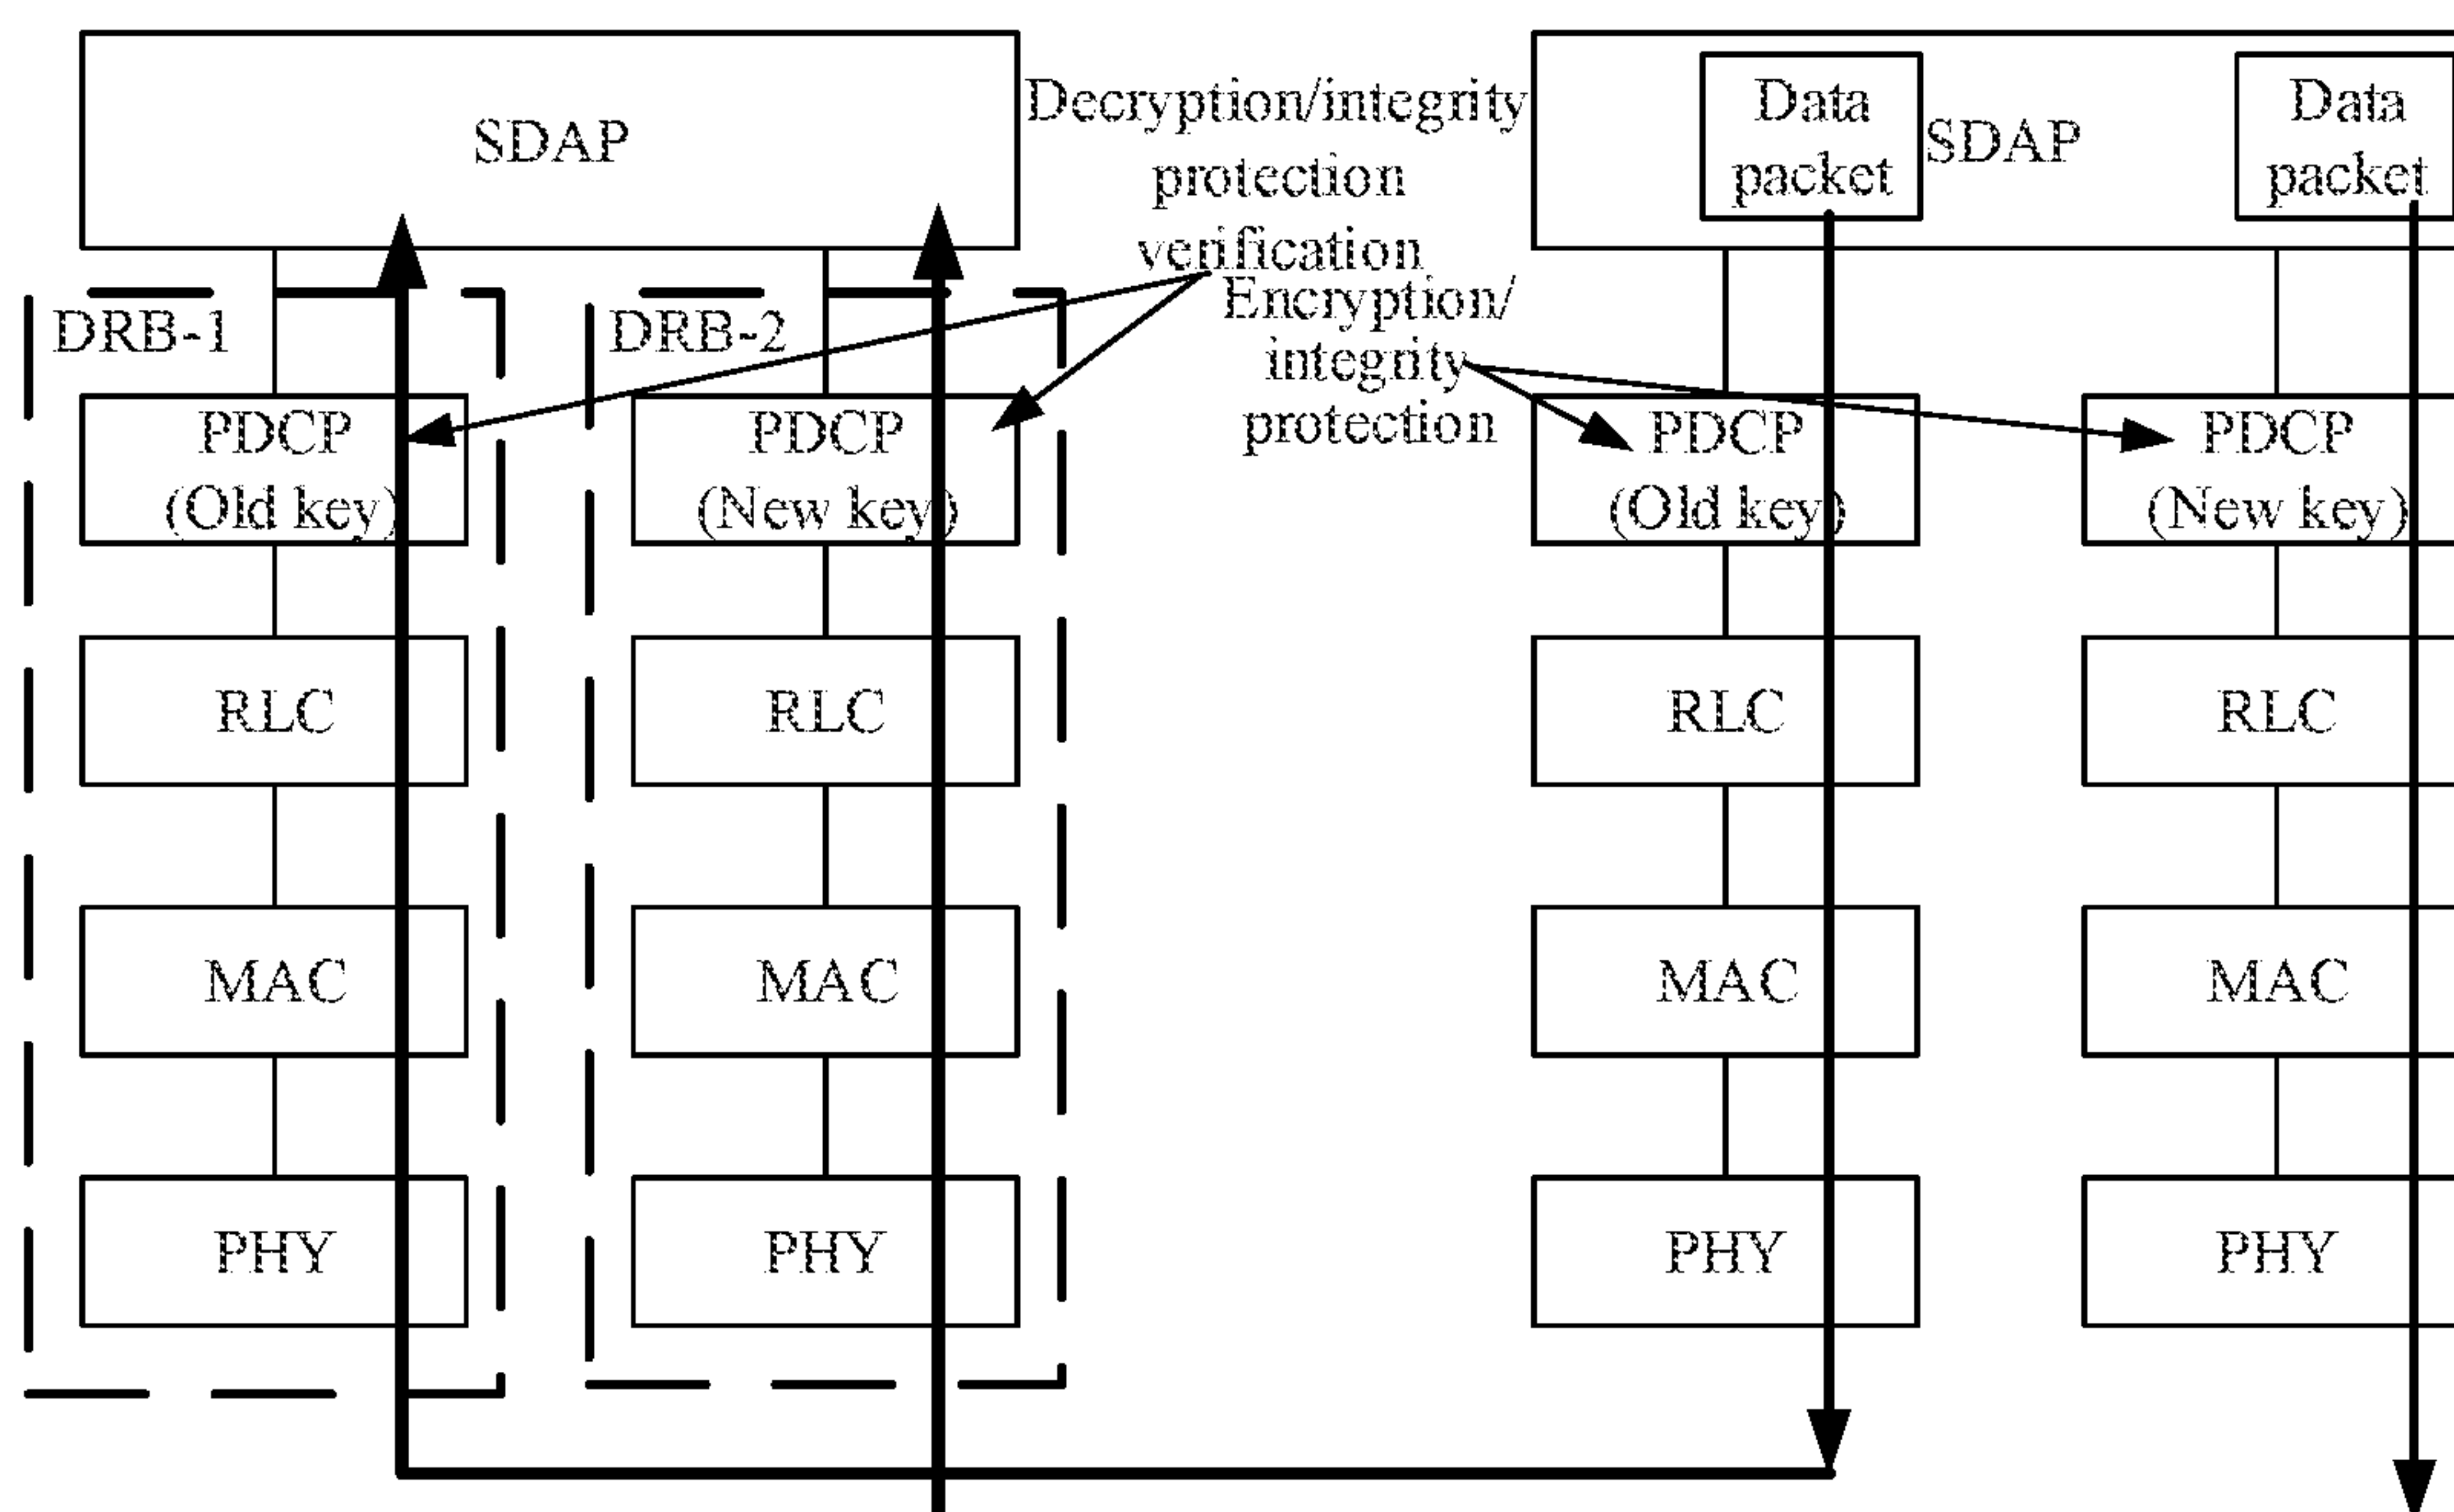 SDAP
Decryption/integrity
protection
verification
Data
packet
SDAP
Data
packet
DRB-1
DRB-2
Encryption/
integrity
protection
PDCP
(Old key)
PDCP
(New key)
PDCP
(Old key)
PDCP
(New key)
RLC
RLC
RLC
RLC
MAC
MAC
MAC
MAC
PHY
PHY
PHY
PHY